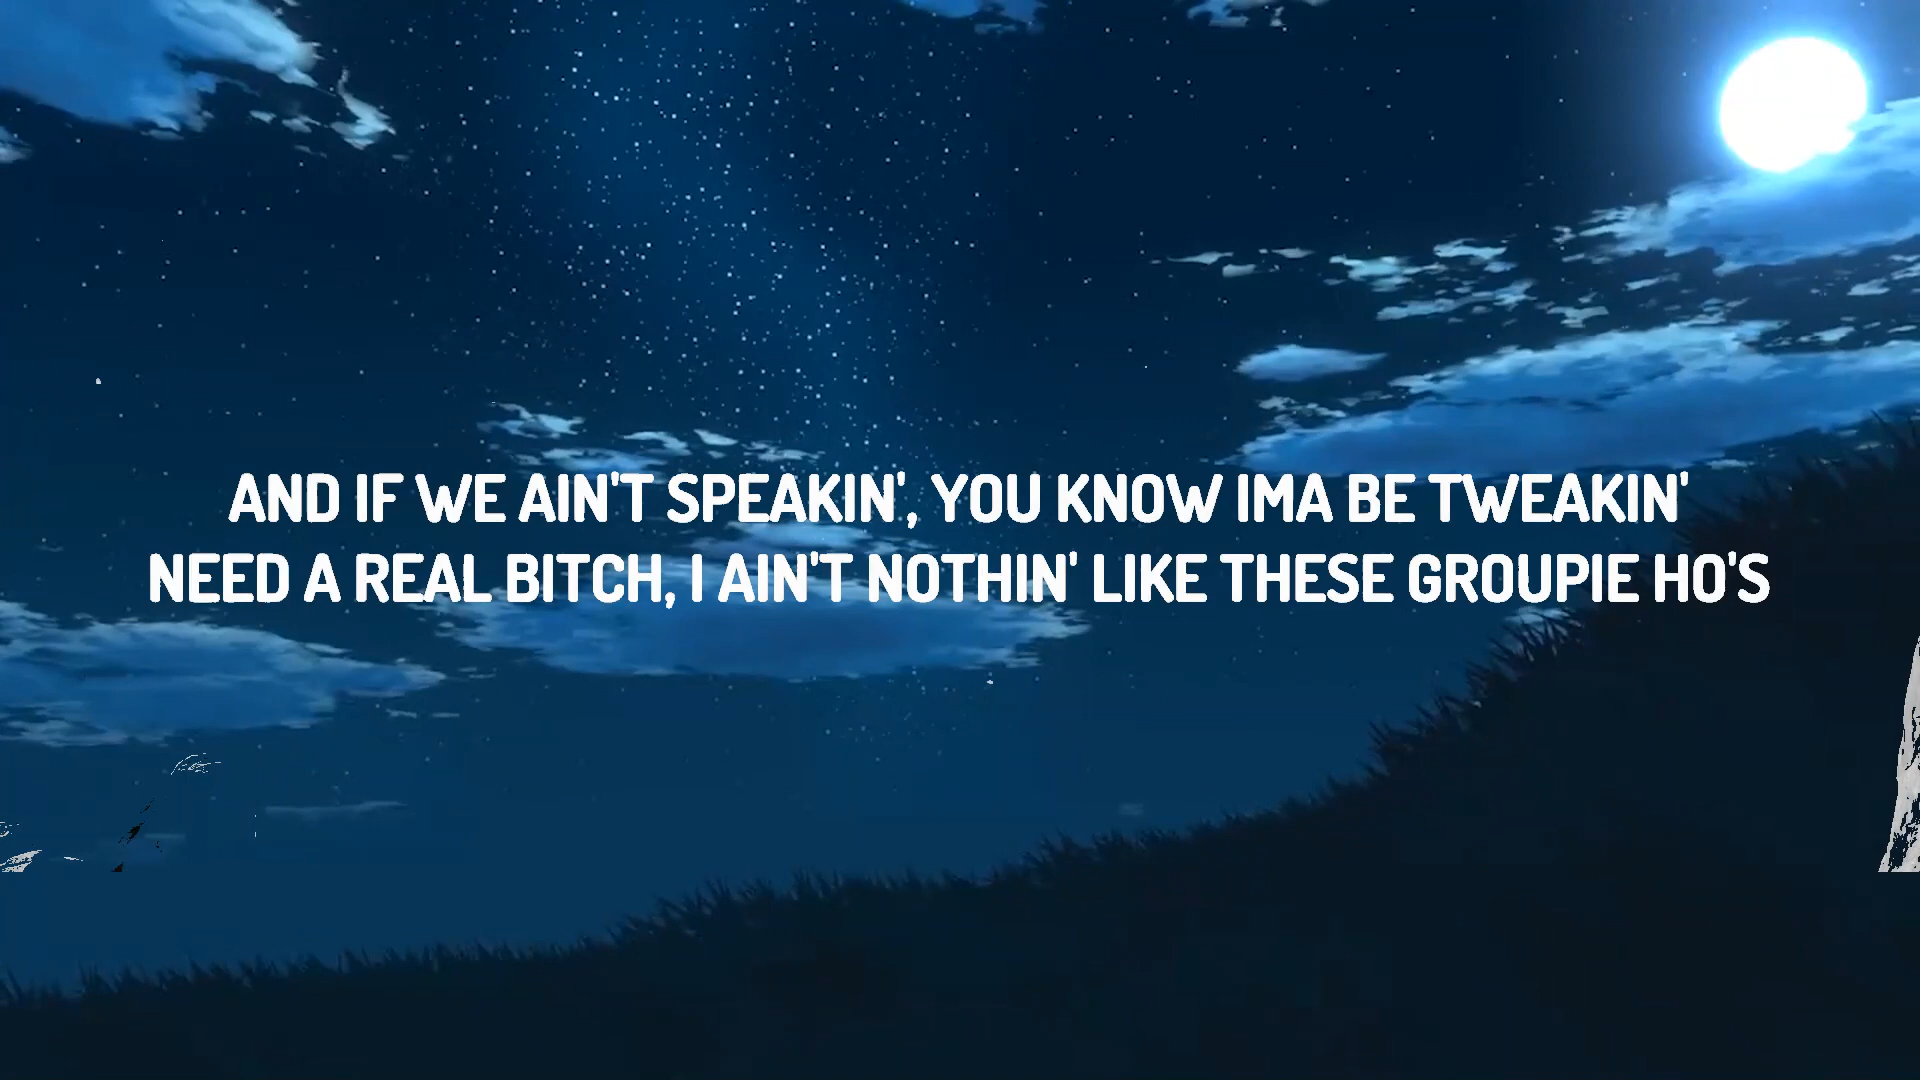 AND IF WE AIN'T SPEAKIN', YOU KNOW IMA BE TWEAKIN'
NEED A REAL BITCH, I AIN'T NOTHIN' LIKE THESE GROUPIE HO'S